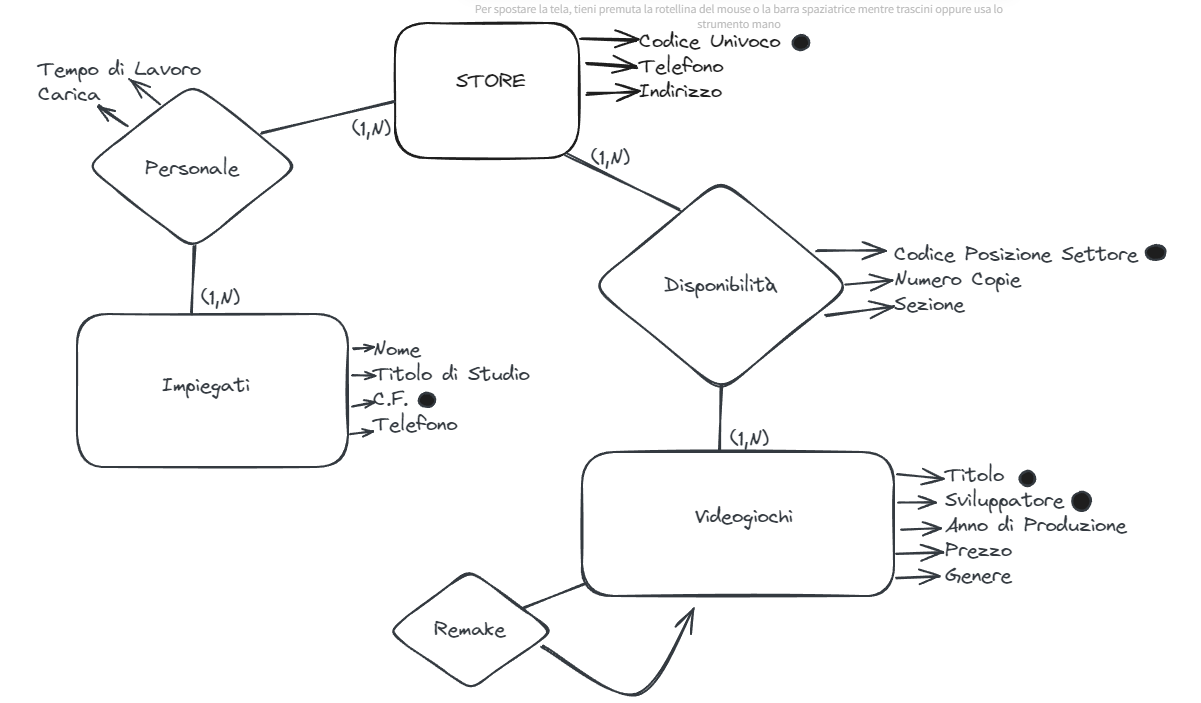 Per spostare la tela, tieni premuta la rotellina del mouse o la barra spaziatrice mentre trascini oppure usa lo
strumento mano
STORE
Codice Univoco
Telefono
Indirizzo
(1,N)
(1,N)
Tempo di Lavoro
Carica
Personale
(1,N)
Impiegati
Nome
Titolo di Studio
C.F.
Telefono
Disponibilità
Codice Posizione Settore
Numero Copie
Sezione
(1,N)
Videogiochi
Titolo
Sviluppatore
Anno di Produzione
Prezzo
Genere
Remake